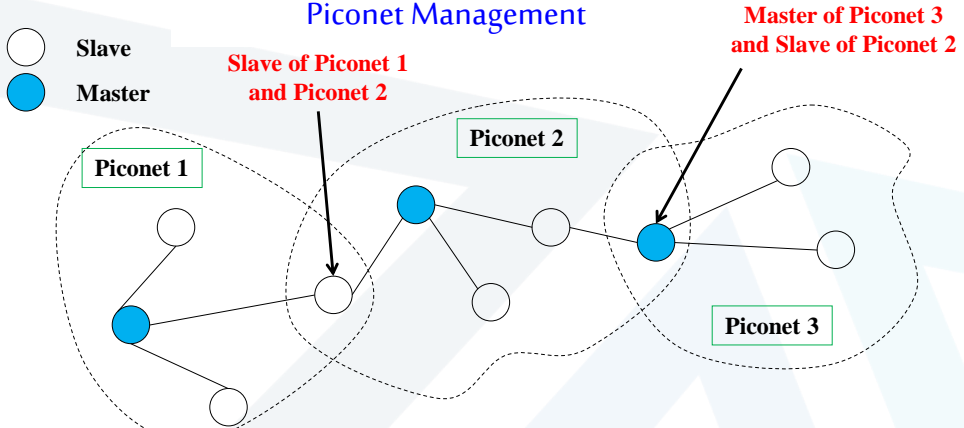 Piconet Management
Slave
Master
Slave of Piconet 1
and Piconet 2
Master of Piconet 3
and Slave of Piconet 2
Piconet 1
Piconet 2
Piconet 3